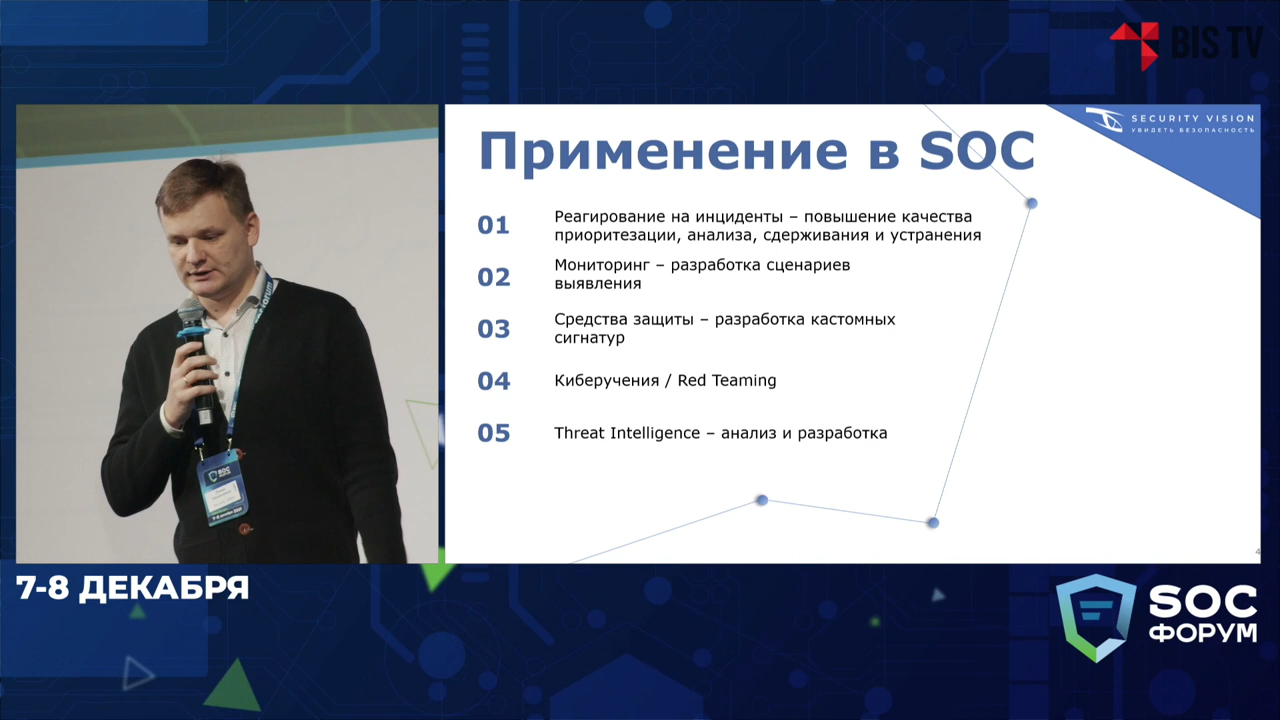 BIS TV
SECURITY VISION
УВИДЕТЬ БЕЗОПАСНОСТЬ
Применение в SOC
01
Реагирование на инциденты – повышение качества
приоритезации, анализа, сдерживания и устранения
02
Мониторинг – разработка сценариев
выявления
03
Средства защиты – разработка кастомных
сигнатур
04
Киберучения / Red Teaming
05
Threat Intelligence – анализ и разработка
4
SOC
7-8 ДЕКАБРЯ
SOC
ФОРУМ